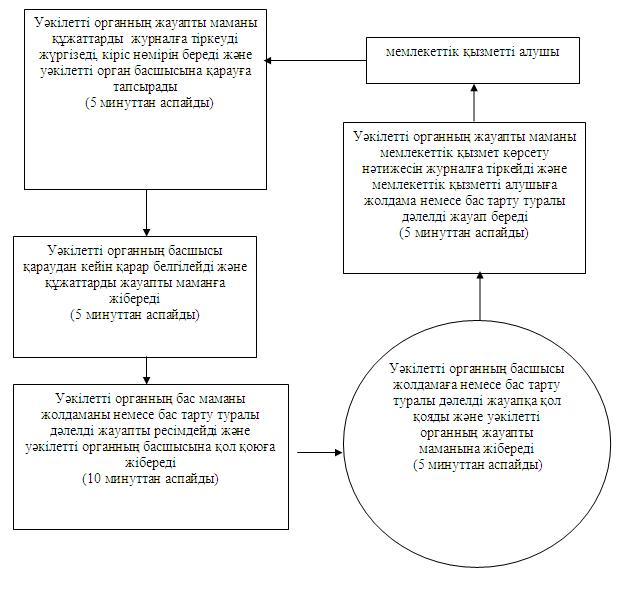 Уәкілетті органның жауапты маманы
құжаттарды журналға тіркеуді
жүргізеді, кіріс нөмірін береді және
уәкілетті орган басшысына қарауға
тапсырады
(5 минуттан аспайды)
мемлекеттік қызметті алушы
Уәкілетті органның жауапты маманы
мемлекеттік қызмет көрсету
нәтижесін журналға тіркейді және
мемлекеттік қызметті алушыға
жолдама немесе бас тарту туралы
дәлелді жауап береді
(5 минуттан аспайды)
Уәкілетті органның басшысы
қараудан кейін қарар белгілейді және
құжаттарды жауапты маманға
жібереді
(5 минуттан аспайды)
Уәкілетті органның бас маманы
жолдаманы немесе бас тарту туралы
дәлелді жауапты ресімдейді және
уәкілетті органның басшысына қол қоюға
жібереді
(10 минуттан аспайды)
Уәкілетті органның басшысы
жолдамаға немесе бас тарту
туралы дәлелді жауапқа қол
қояды және уәкілетті
органның жауапты
маманына жібереді
(5 минуттан аспайды)